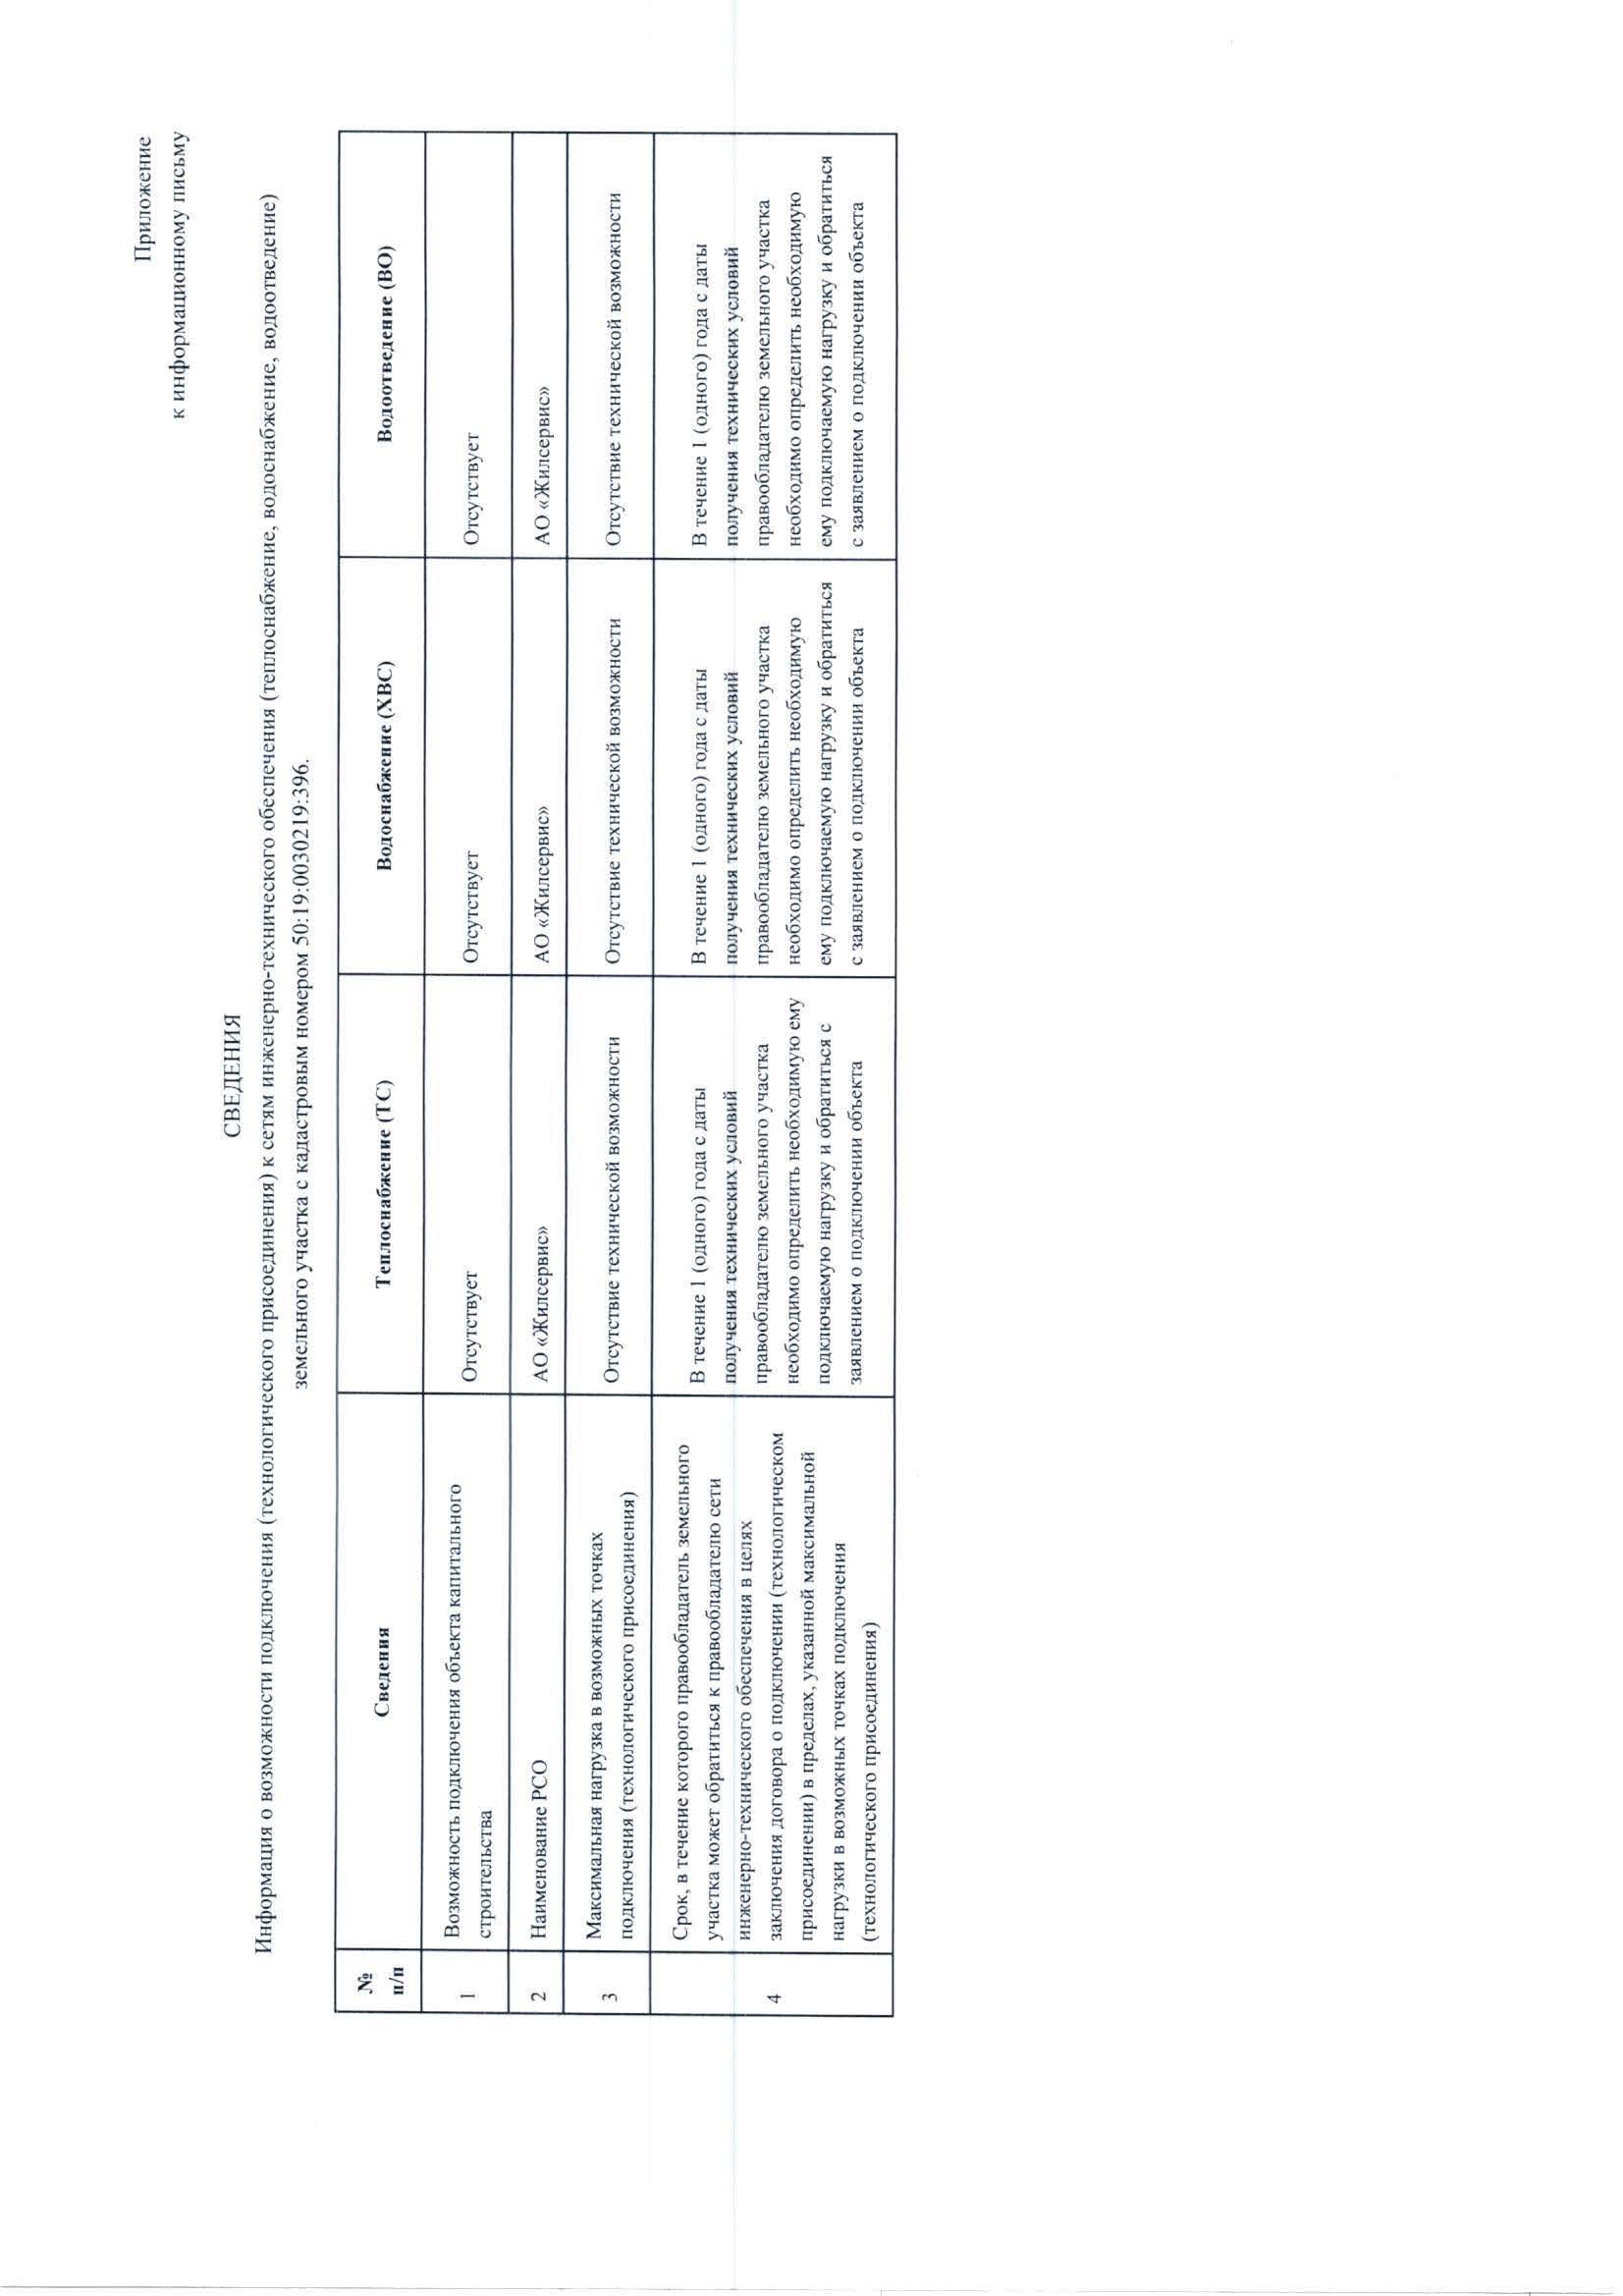 Приложение
к информационному письму
СВЕДЕНИЯ
Информация о возможности подключения (технологического присоединения) к сетям инженерно-технического обеспечения (теплоснабжение, водоснабжение, водоотведение)
земельного участка с кадастровым номером 50:19:0030219:396.
№
п/п
Сведения
Теплоснабжение (ТС)
Водоснабжение (ХВС)
Водоотведение (ВО)
1
Возможность подключения объекта капитального
строительства
Отсутствует
Отсутствует
Отсутствует
2
Наименование РСО
АО «Жилсервис»
АО «Жилсервис»
АО «Жилсервис»
3
Максимальная нагрузка в возможных точках
подключения (технологического присоединения)
Отсутствие технической возможности
Отсутствие технической возможности
Отсутствие технической возможности
4
Срок, в течение которого правообладатель земельного
участка может обратиться к правообладателю сети
инженерно-технического обеспечения в целях
заключения договора о подключении (технологическом
присоединении) в пределах, указанной максимальной
нагрузки в возможных точках подключения
(технологического присоединения)
В течение 1 (одного) года с даты
получения технических условий
правообладателю земельного участка
необходимо определить необходимую ему
подключаемую нагрузку и обратиться с
заявлением о подключении объекта
В течение 1 (одного) года с даты
получения технических условий
правообладателю земельного участка
необходимо определить необходимую
ему подключаемую нагрузку и обратиться
с заявлением о подключении объекта
В течение 1 (одного) года с даты
получения технических условий
правообладателю земельного участка
необходимо определить необходимую
ему подключаемую нагрузку и обратиться
с заявлением о подключении объекта